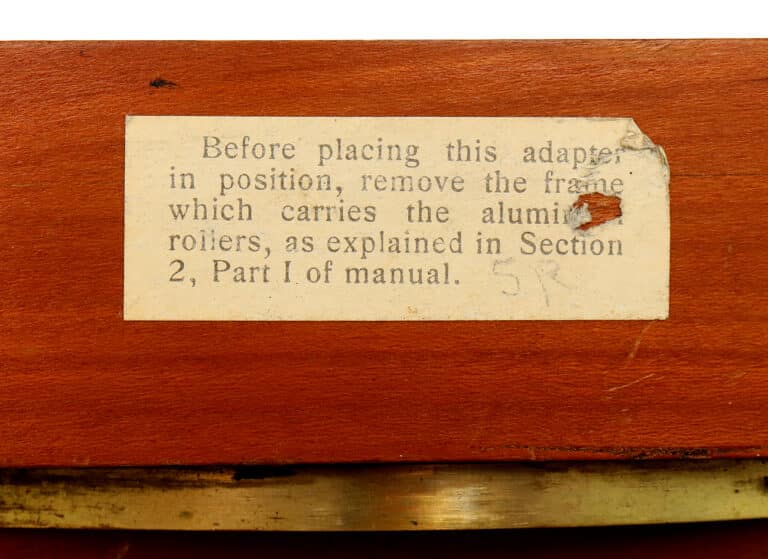 Before placing this adapter
in position, remove the frame
which carries the
rollers, as explained in Section
2, Part I of manual. SR